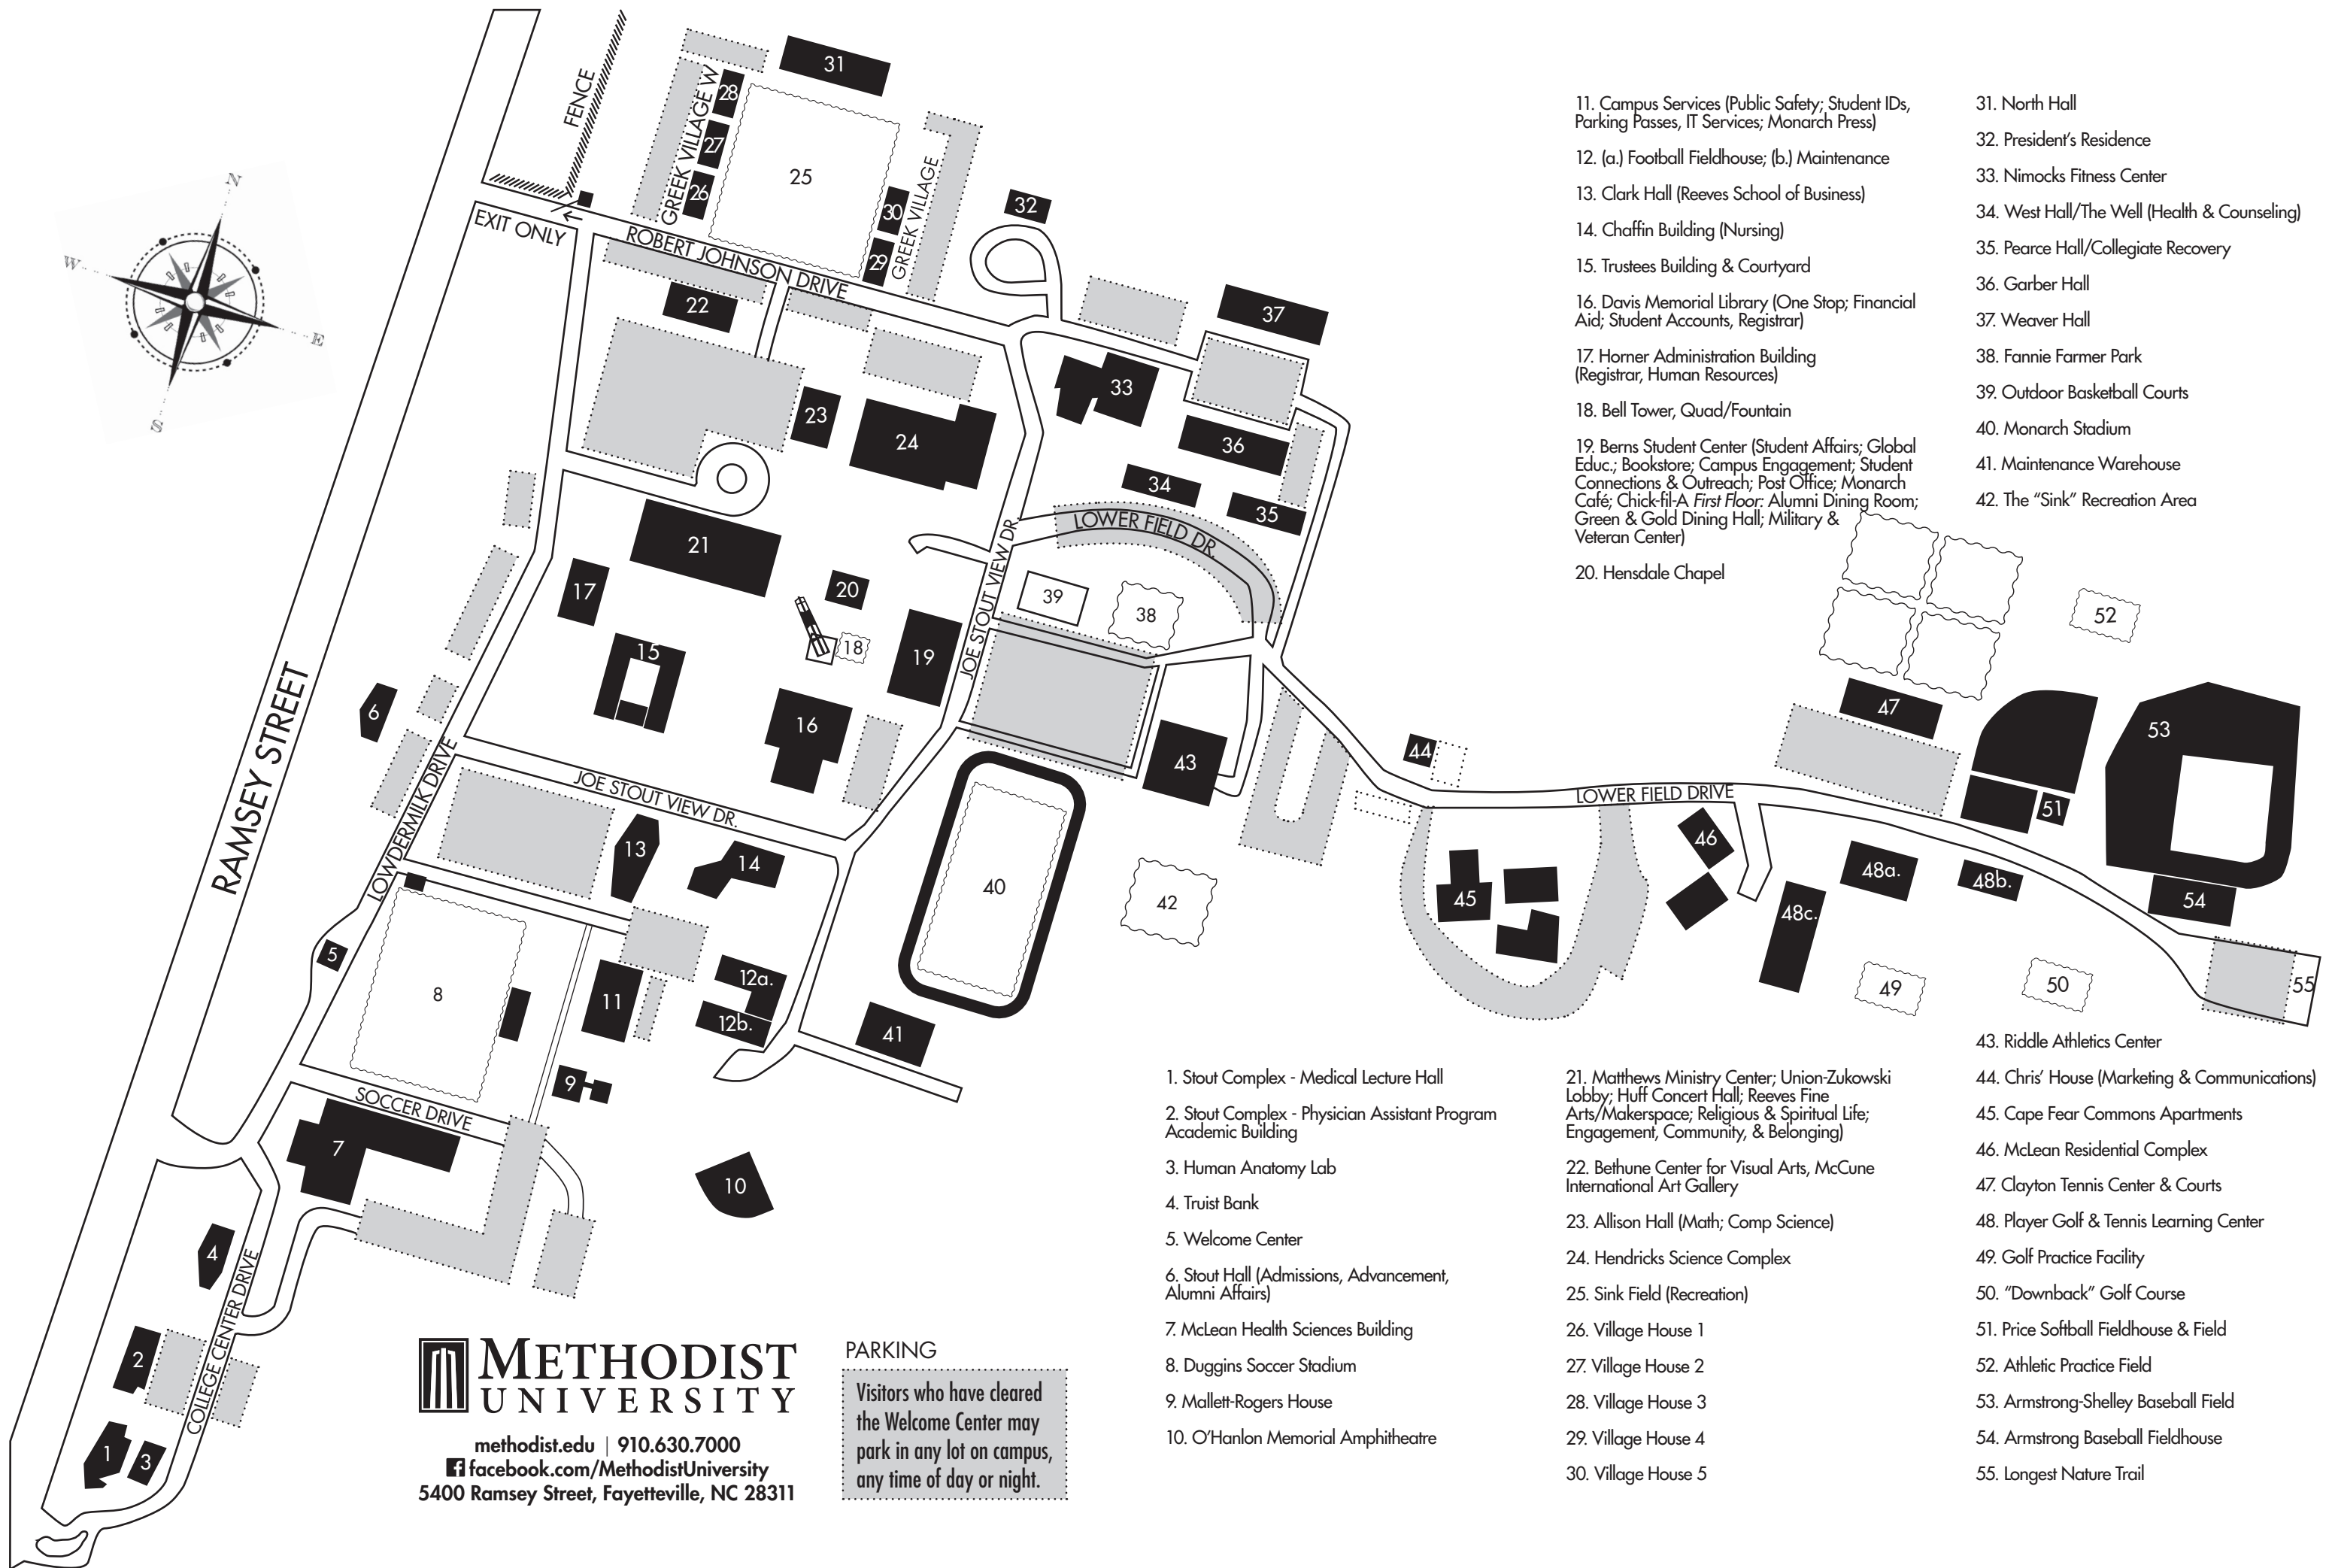 FENCE
31
28
GREEK VILLAGE W
27
25
26
30
GREEK VILLAGE
29
32
N
W
E
S
EXIT ONLY
ROBERT JOHNSON DRIVE
22
37
33
23
24
36
34
35
LOWER FIELD DR.
21
JOE STOUT VIEW DR.
17
20
39
38
15
18
19
6
16
43
RAMSEY STREET
LOWDERMILK DRIVE
JOE STOUT VIEW DR.
13
14
40
42
44
LOWER FIELD DRIVE
47
52
53
51
46
45
48a.
48b.
48c.
54
49
50
55
5
8
11
12a.
12b.
41
9
SOCCER DRIVE
7
10
4
COLLEGE CENTER DRIVE
2
1
3
11. Campus Services (Public Safety; Student IDs,
Parking Passes, IT Services; Monarch Press)
12. (a.) Football Fieldhouse; (b.) Maintenance
13. Clark Hall (Reeves School of Business)
14. Chaffin Building (Nursing)
15. Trustees Building & Courtyard
16. Davis Memorial Library (One Stop; Financial
Aid; Student Accounts, Registrar)
17. Horner Administration Building
(Registrar, Human Resources)
18. Bell Tower, Quad/Fountain
19. Berns Student Center (Student Affairs; Global
Educ.; Bookstore; Campus Engagement; Student
Connections & Outreach; Post Office; Monarch
Café; Chick-fil-A First Floor: Alumni Dining Room;
Green & Gold Dining Hall; Military &
Veteran Center)
20. Hensdale Chapel
31. North Hall
32. President's Residence
33. Nimocks Fitness Center
34. West Hall/The Well (Health & Counseling)
35. Pearce Hall/Collegiate Recovery
36. Garber Hall
37. Weaver Hall
38. Fannie Farmer Park
39. Outdoor Basketball Courts
40. Monarch Stadium
41. Maintenance Warehouse
42. The “Sink” Recreation Area
1. Stout Complex - Medical Lecture Hall
2. Stout Complex - Physician Assistant Program
Academic Building
3. Human Anatomy Lab
4. Truist Bank
5. Welcome Center
6. Stout Hall (Admissions, Advancement,
Alumni Affairs)
7. McLean Health Sciences Building
8. Duggins Soccer Stadium
9. Mallett-Rogers House
10. O'Hanlon Memorial Amphitheatre
21. Matthews Ministry Center; Union-Zukowski
Lobby; Huff Concert Hall; Reeves Fine
Arts/Makerspace; Religious & Spiritual Life;
Engagement, Community, & Belonging)
22. Bethune Center for Visual Arts, McCune
International Art Gallery
23. Allison Hall (Math; Comp Science)
24. Hendricks Science Complex
25. Sink Field (Recreation)
26. Village House 1
27. Village House 2
28. Village House 3
29. Village House 4
30. Village House 5
43. Riddle Athletics Center
44. Chris' House (Marketing & Communications)
45. Cape Fear Commons Apartments
46. McLean Residential Complex
47. Clayton Tennis Center & Courts
48. Player Golf & Tennis Learning Center
49. Golf Practice Facility
50. “Downback” Golf Course
51. Price Softball Fieldhouse & Field
52. Athletic Practice Field
53. Armstrong-Shelley Baseball Field
54. Armstrong Baseball Fieldhouse
55. Longest Nature Trail
METHODIST
UNIVERSITY
methodist.edu | 910.630.7000
facebook.com/MethodistUniversity
5400 Ramsey Street, Fayetteville, NC 28311
PARKING
Visitors who have cleared
the Welcome Center may
park in any lot on campus,
any time of day or night.